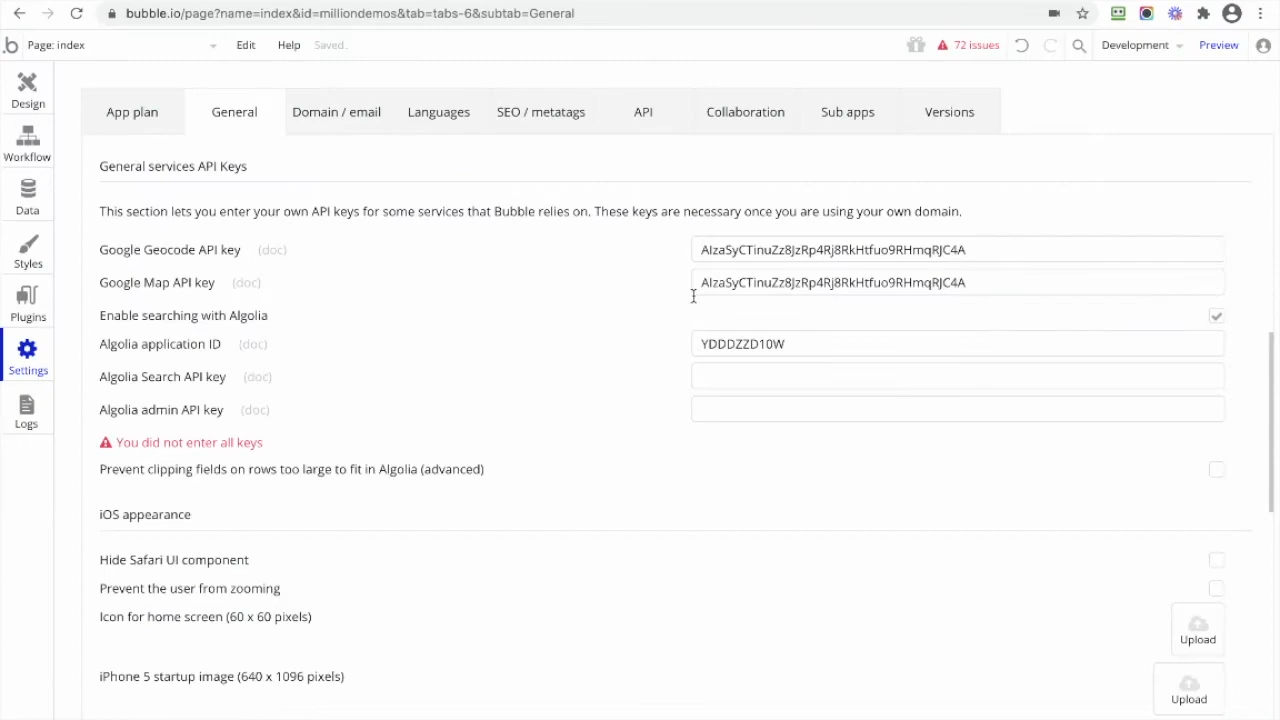 bubble.io/page?name=index&id=milliondemos&tab=tabs-6&subtab=General
.b Page: index Edit Help Saved. 72 issues Development Preview
Design
Workflow
Data
Styles
Plugins
Settings
Logs
App plan General Domain / email Languages SEO / metatags API Collaboration Sub apps Versions
General services API Keys
This section lets you enter your own API keys for some services that Bubble relies on. These keys are necessary once you are using your own domain.
Google Geocode API key (doc) AIzaSyCTinuZz8JzRp4Rj8RkHtfuo9RHmqRJC4A
Google Map API key (doc) AIzaSyCTinuZz8JzRp4Rj8RkHtfuo9RHmqRJC4A
Enable searching with Algolia
Algolia application ID (doc) YDDDZZD10W
Algolia Search API key (doc)
Algolia admin API key (doc)
You did not enter all keys
Prevent clipping fields on rows too large to fit in Algolia (advanced)
iOS appearance
Hide Safari UI component
Prevent the user from zooming
Icon for home screen (60 x 60 pixels)
Upload
iPhone 5 startup image (640 x 1096 pixels)
Upload